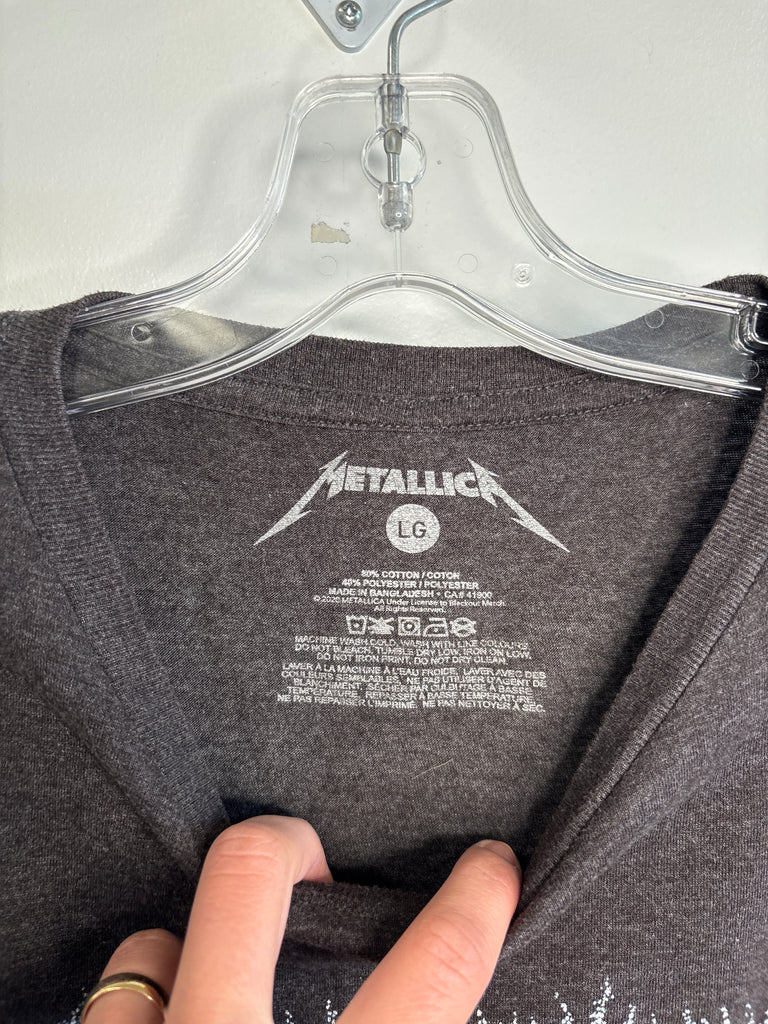 METALLICA
LG
60% COTTON / COTON
40% POLYESTER / POLYESTER
MADE IN BANGLADESH • CA# 41900
© 2020 METALLICA Under License to Blackout Merch.
All Rights Reserved.
MACHINE WASH COLD, WASH WITH LIKE COLOURS,
DO NOT BLEACH, TUMBLE DRY LOW, IRON ON LOW,
DO NOT IRON PRINT, DO NOT DRY CLEAN.
LAVER À LA MACHINE À L'EAU FROIDE, LAVER AVEC DES
COULEURS SEMBLABLES, NE PAS UTILISER D'AGENT DE
BLANCHIMENT, SÉCHER PAR CULBUTAGE À BASSE
TEMPÉRATURE, REPASSER À BASSE TEMPÉRATURE,
NE PAS REPASSER L'IMPRIMÉ, NE PAS NETTOYER À SEC.